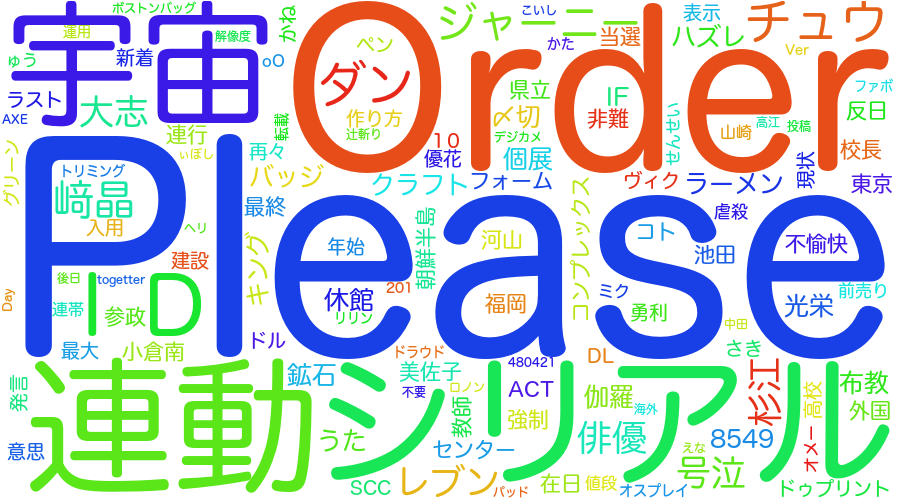 ボストンバッグ
こいし
宇宙
Order
ジャーニー
チュウ
表示
ゅう
運用
新着
解像度
oO
かね
ペン
かた
当選
ハズレ
Ver
ダン
ラスト
AXE
大志
運行
転載
作り方
辻斬り
10
優花
県立
IF
〆切
非難
デジカメ
せんせい
山崎
高江
投稿
ファボ
反日
校長
グリーン
トリミング
いぼし
再々
個展
﨑晶
バッジ
クラフト
フォーム
ヴィク
ラーメン
現状
東京
Please
入用
ヘリ
最終
年始
朝鮮半島
河山
コンプレックス
コト
虐殺
池田
不愉快
建設
キング
後日
togetter
ID
Day
連帯
参政
休館
201
リリン
福岡
ミク
勇利
光栄
前売り
中田
最大
小倉南
ドル
ドラウド
480421
DL
さき
運動
シリアル
発言
鉱石
美佐子
不要
ロノン
ACT
教師
強制
伽羅
海外
杉江
高校
布教
外国
意思
うた
センター
俳優
8549
えな
オメー
SCC
レブン
パッド
在日
値段
オスプレイ
号泣
ドゥプリント